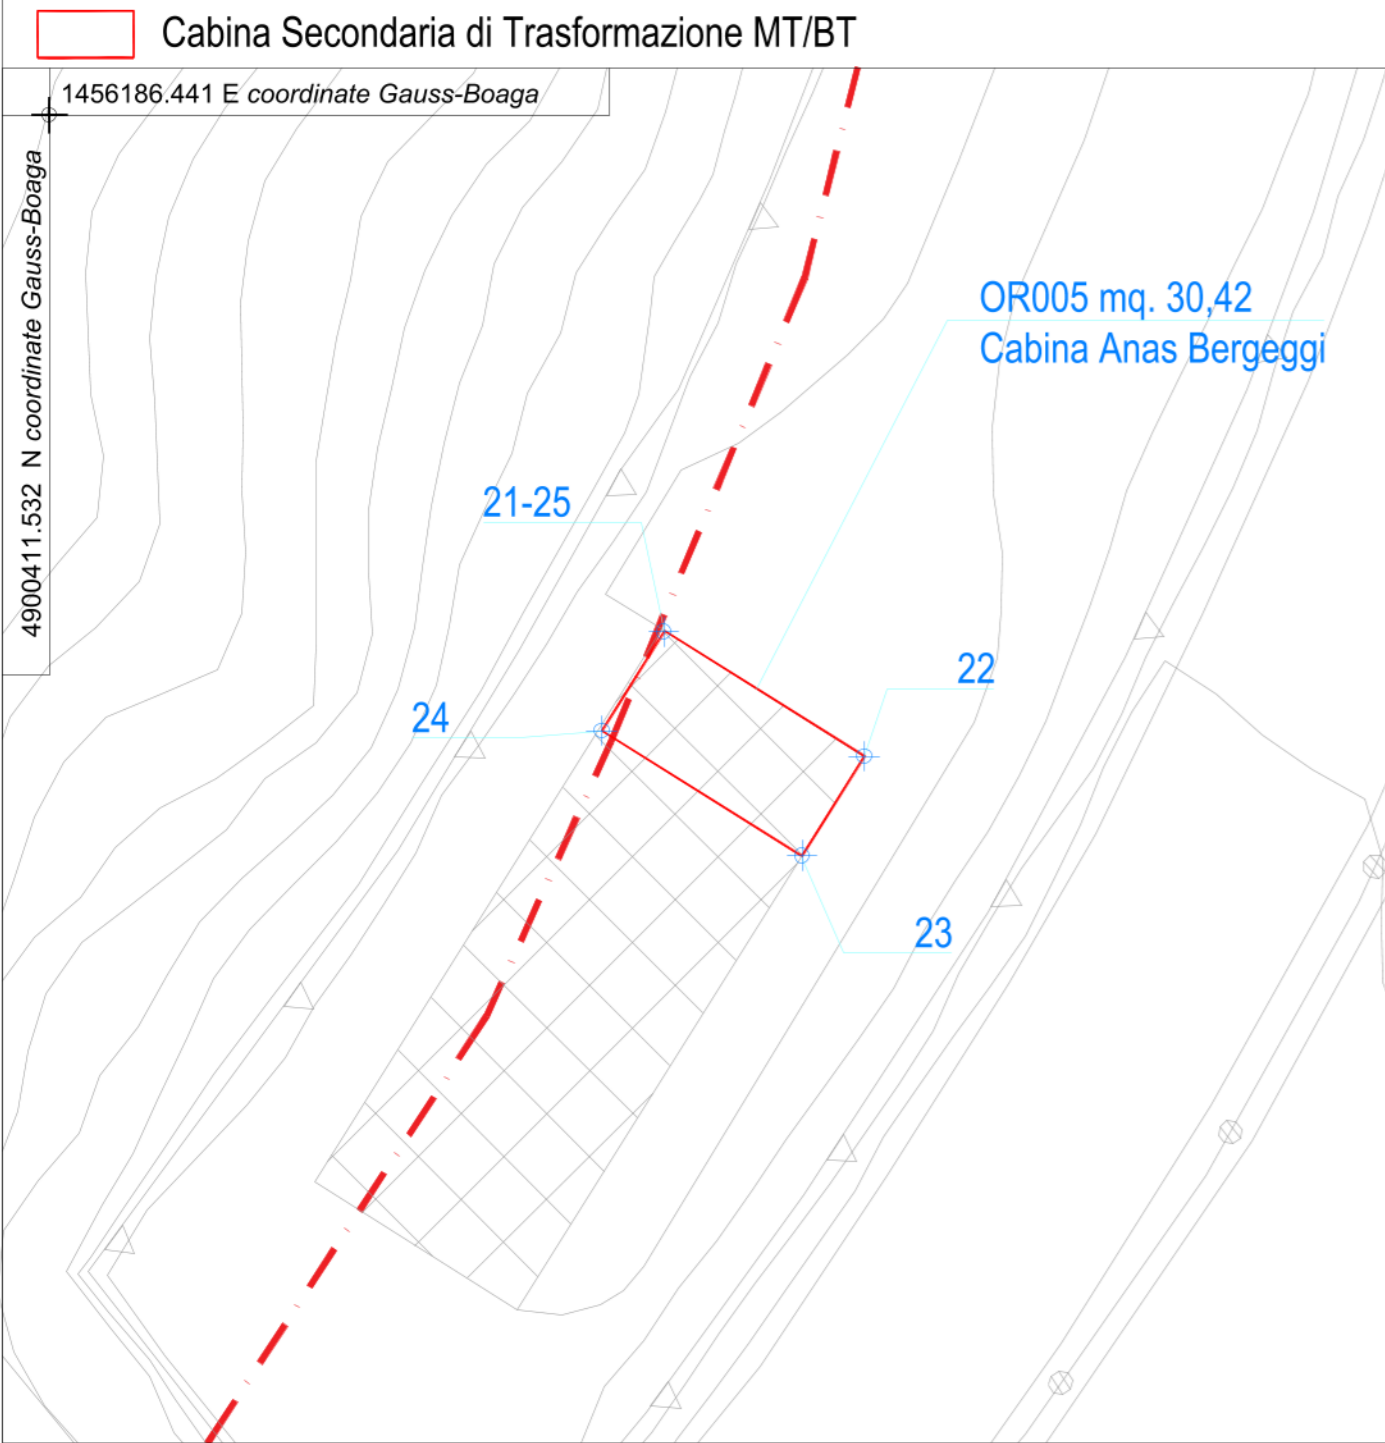 Cabina Secondaria di Trasformazione MT/BT
1456186.441 E coordinate Gauss-Boaga
4900411.532 N coordinate Gauss-Boaga
OR005 mq. 30,42
Cabina Anas Bergeggi
21-25
22
24
23